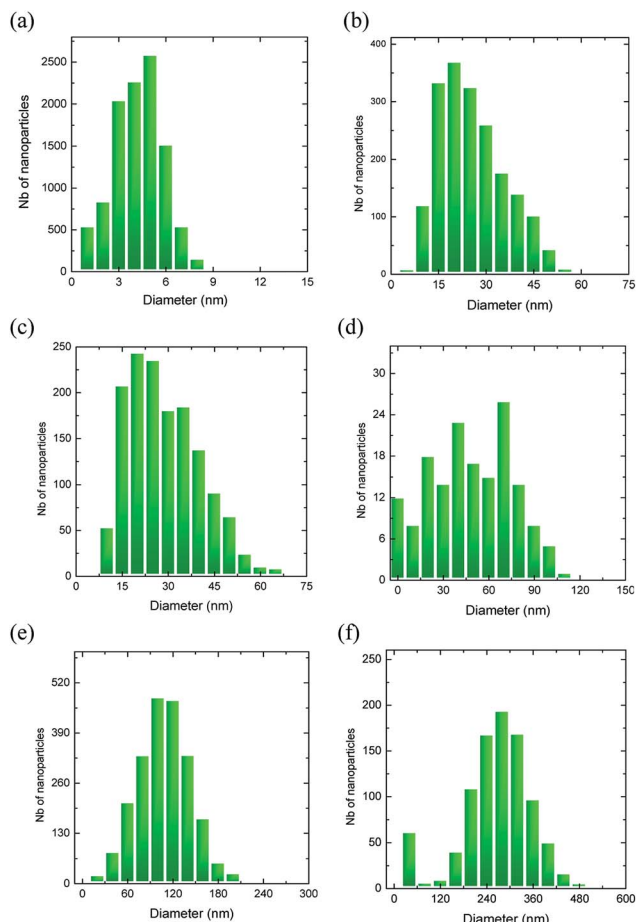 (a)
2500
2000
1500
1000
500
0
Nb of nanoparticles
0 3 6 9 12 15
Diameter (nm)
(b)
400
300
200
100
0
Nb of nanoparticles
0 15 30 45 60 75
Diameter (nm)
(c)
250
200
150
100
50
0
Nb of nanoparticles
0 15 30 45 60 75
Diameter (nm)
(d)
33
30
24
18
12
6
0
Nb of nanoparticles
0 30 60 90 120 150
Diameter (nm)
(e)
520
390
260
130
0
Nb of nanoparticles
0 60 120 180 240 300
Diameter (nm)
(f)
250
200
150
100
50
0
Nb of nanoparticles
0 120 240 360 480 600
Diameter (nm)